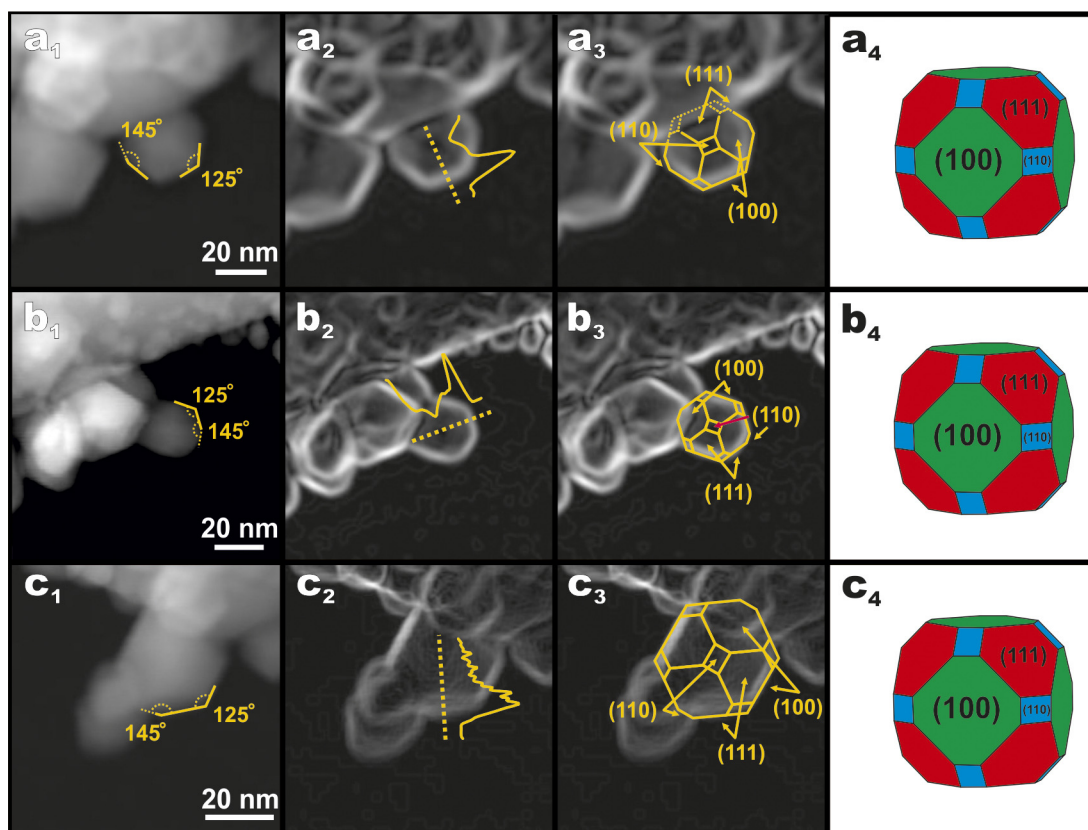 a1
145°
125°
20 nm
a2
a3
(111)
(110)
(100)
a4
(111)
(100)
(110)
b1
125°
145°
20 nm
b2
b3
(100)
(110)
(111)
b4
(111)
(100)
(110)
c1
145°
125°
20 nm
c2
c3
(110)
(100)
(111)
c4
(111)
(100)
(110)